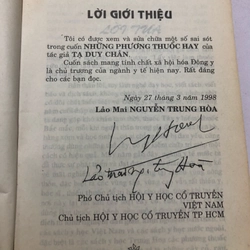 LỜI GIỚI THIỆU
Tôi có được xem và sửa chữa một số sai sót
trong cuốn NHỮNG PHƯƠNG THUỐC HAY của
tác giả TẠ DUY CHÂN.
Cuốn sách mang tính chất xã hội hóa Đông y
là chủ trương của ngành y tế hiện nay. Rất đáng
cho các bạn đọc.
Ngày 27 tháng 3 năm 1998
Lão Mai NGUYỄN TRUNG HÒA
Phó Chủ tịch HỘI Y HỌC CỔ TRUYỀN
VIỆT NAM
Chủ tịch HỘI Y HỌC CỔ TRUYỀN TP HCM